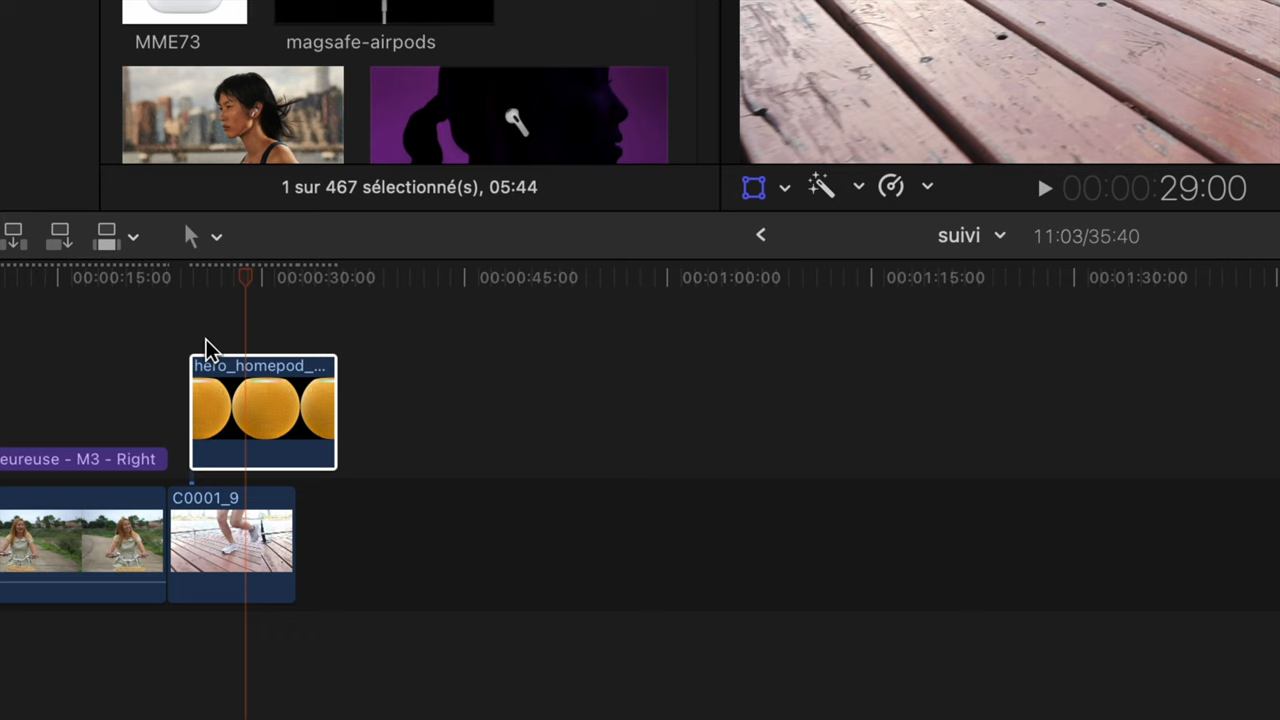 MME73
magsafe-airpods
1 sur 467 sélectionné(s), 05:44
00:00:29:00
suivi
11:03/35:40
00:00:15:00
00:00:30:00
00:00:45:00
00:01:00:00
00:01:15:00
00:01:30:00
hero_homepod_...
eureuse - M3 - Right
C0001_9